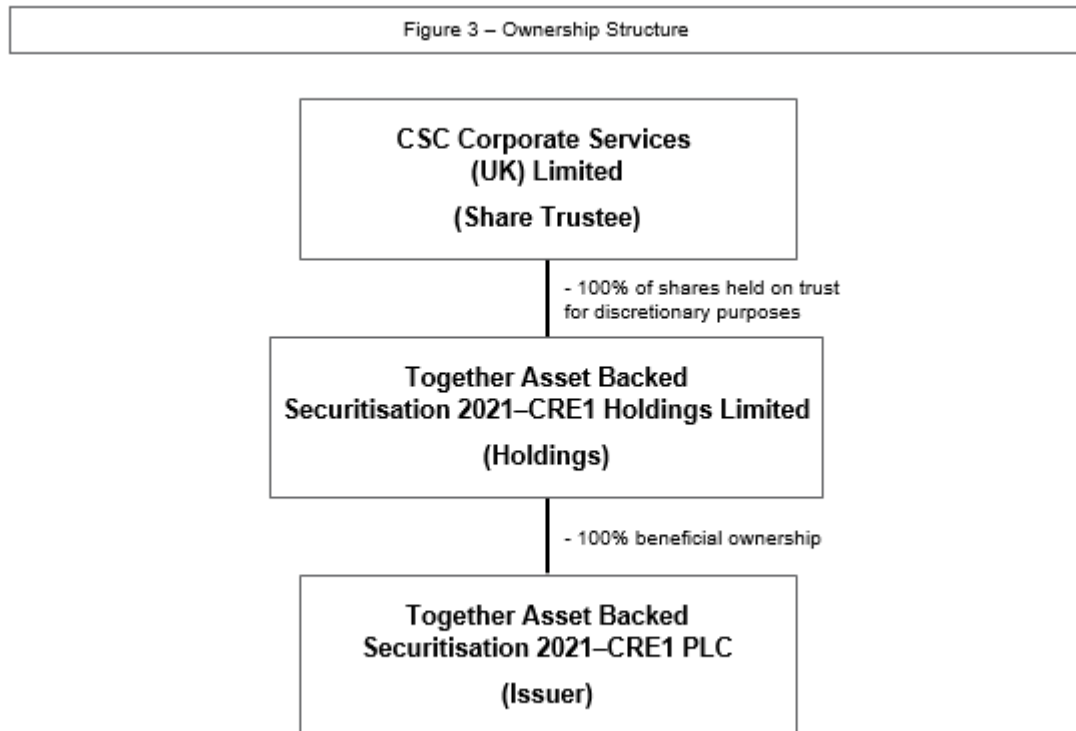 Figure 3 – Ownership Structure
CSC Corporate Services
(UK) Limited
(Share Trustee)
- 100% of shares held on trust
for discretionary purposes
Together Asset Backed
Securitisation 2021–CRE1 Holdings Limited
(Holdings)
- 100% beneficial ownership
Together Asset Backed
Securitisation 2021–CRE1 PLC
(Issuer)